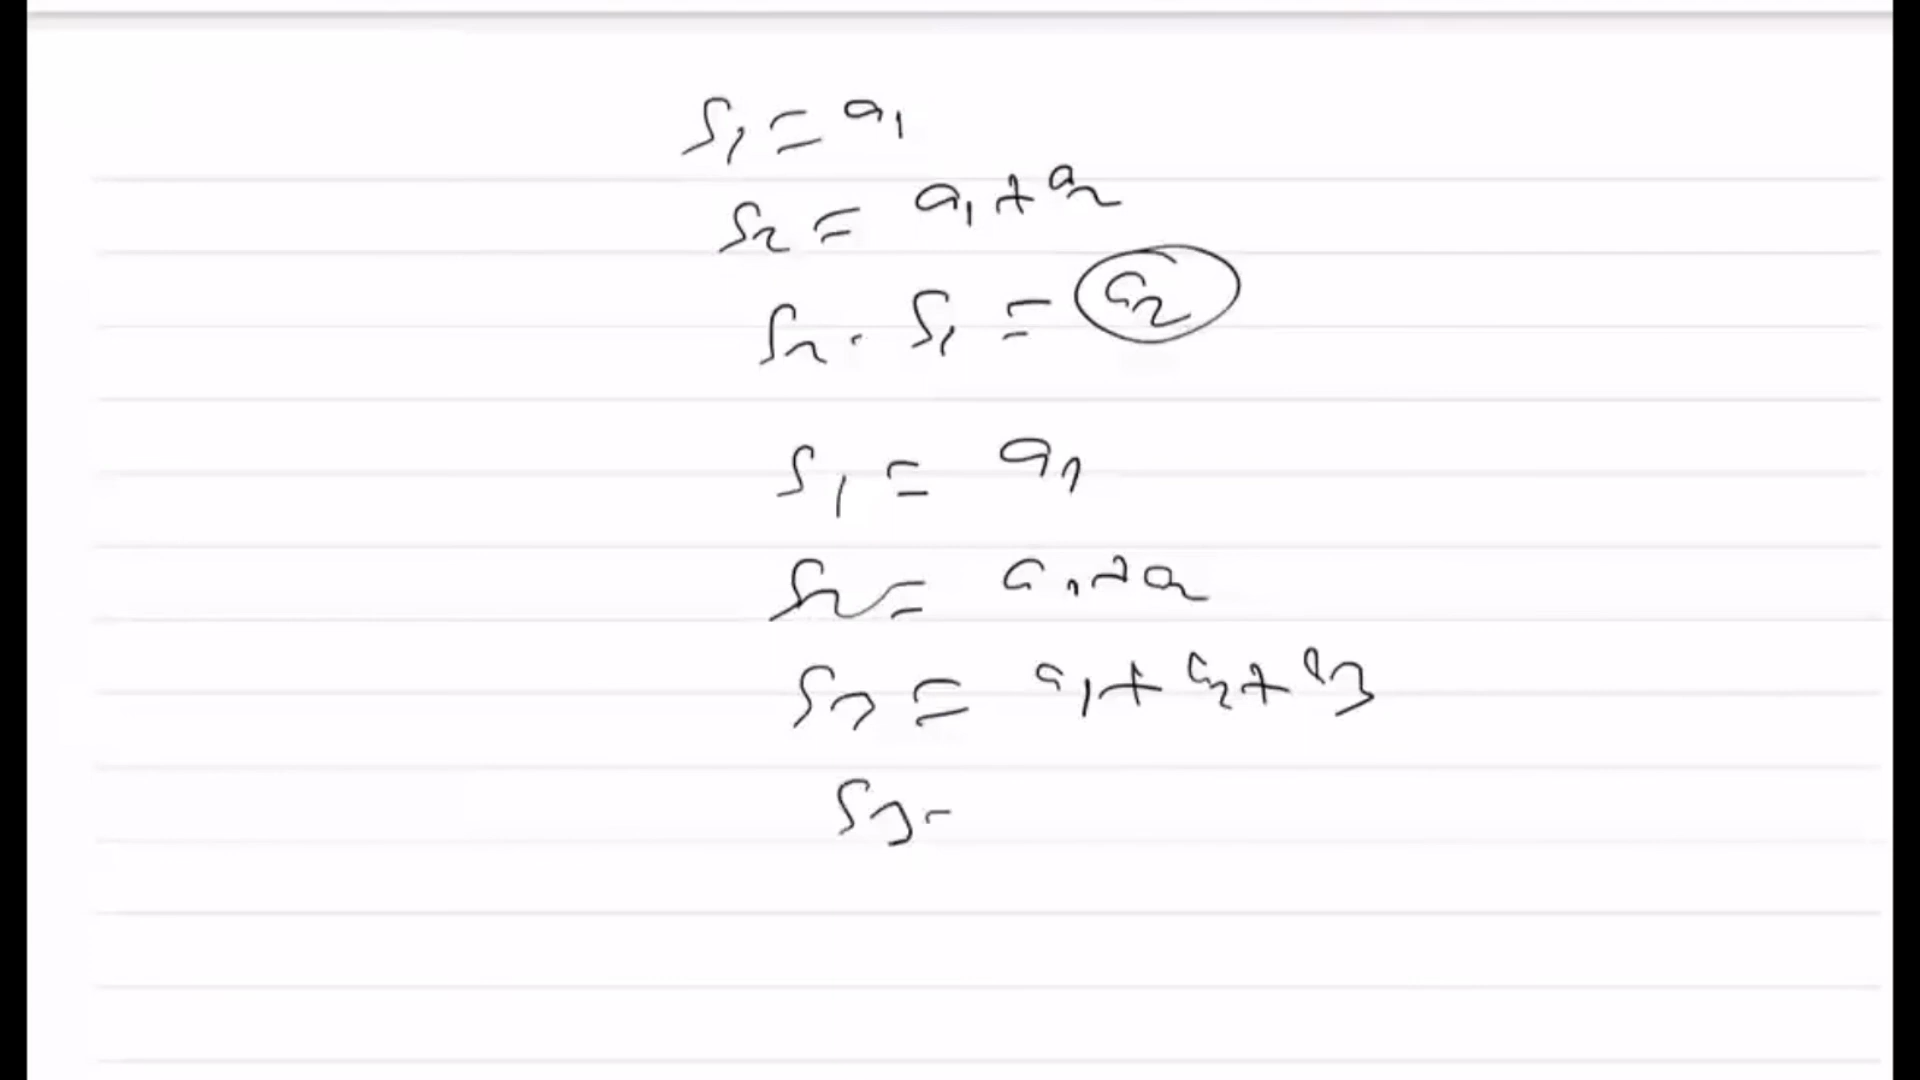 S₁ = a₁
S₂ = a₁ + a₂
S₂ - S₁ = a₂
S₁ = a₁
S₂ = a₁ + a₂
S₃ = a₁ + a₂ + a₃
S₃ -